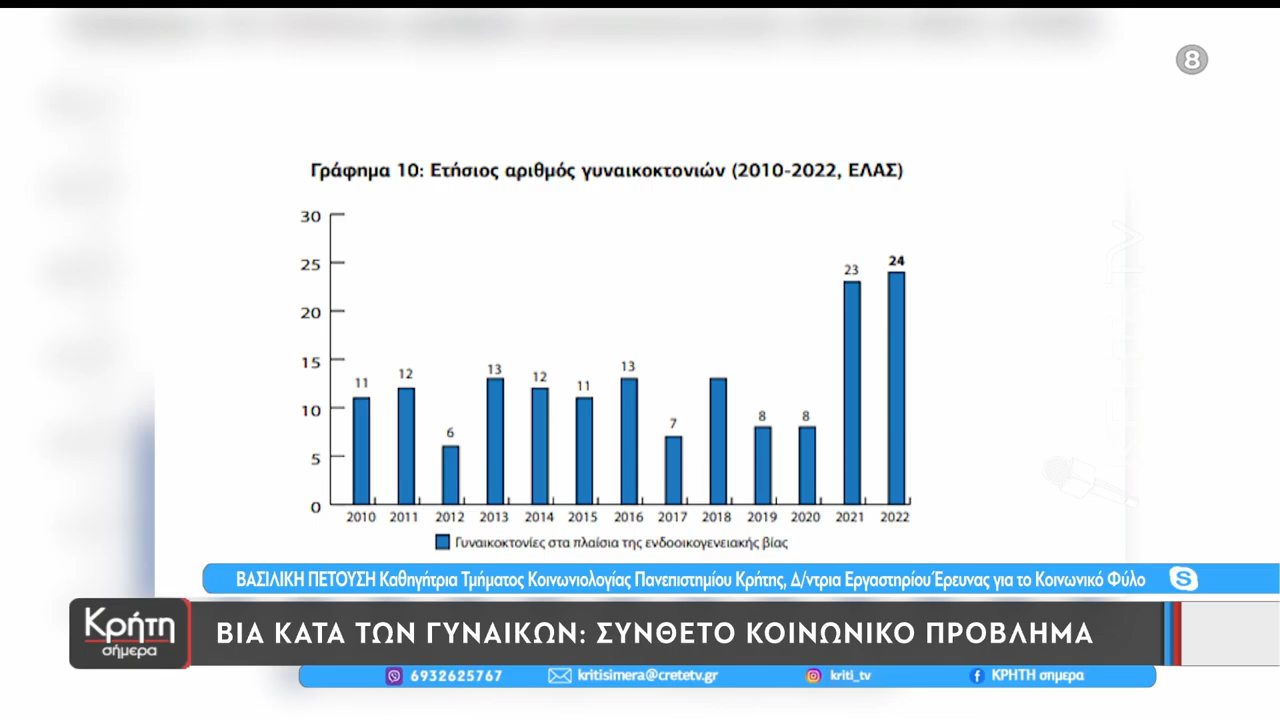 8
Γράφημα 10: Ετήσιος αριθμός γυναικοκτονιών (2010-2022, ΕΛΑΣ)
30
25
20
15
10
5
0
11
12
6
13
12
11
13
7
8
8
23
24
2010 2011 2012 2013 2014 2015 2016 2017 2018 2019 2020 2021 2022
Γυναικοκτονίες στα πλαίσια της ενδοοικογενειακής βίας
ΒΑΣΙΛΙΚΗ ΠΕΤΟΥΣΗ Καθηγήτρια Τμήματος Κοινωνιολογίας Πανεπιστημίου Κρήτης, Δ/ντρια Εργαστηρίου Έρευνας για το Κοινωνικό Φύλο
Κρήτη
σήμερα
ΒΙΑ ΚΑΤΑ ΤΩΝ ΓΥΝΑΙΚΩΝ: ΣΥΝΘΕΤΟ ΚΟΙΝΩΝΙΚΟ ΠΡΟΒΛΗΜΑ
6932625767 kritisimera@cretetv.gr kriti_tv ΚΡΗΤΗ σημερα